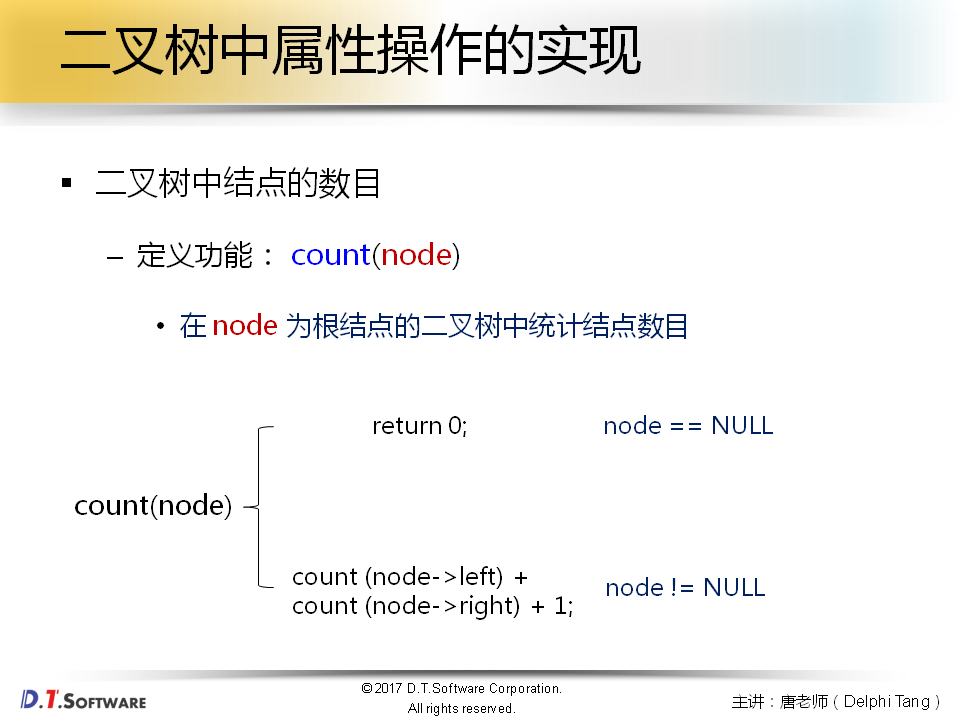 二叉树中属性操作的实现
▪ 二叉树中结点的数目
– 定义功能： count(node)
• 在 node 为根结点的二叉树中统计结点数目
return 0; node == NULL
count(node)
count (node->left) +
count (node->right) + 1;
node != NULL
D.T.SOFTWARE
©2017 D.T.Software Corporation.
All rights reserved.
主讲：唐老师（Delphi Tang）